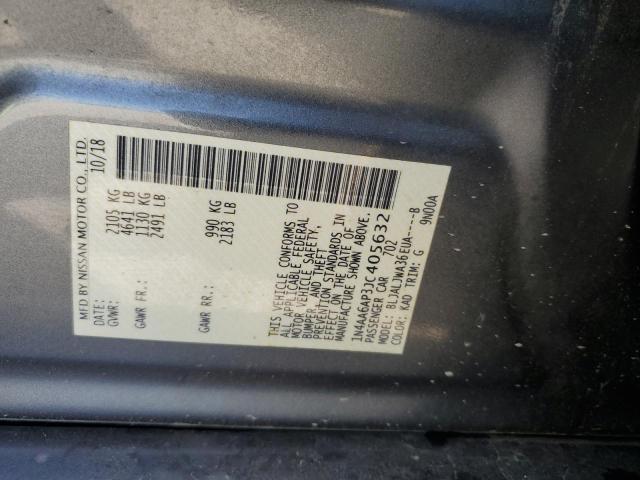 MFD BY NISSAN MOTOR CO., LTD.
DATE: 10/18
GVWR: 2105 KG
4641 LB
GAWR FR.: 1130 KG
2491 LB
GAWR RR.: 990 KG
2183 LB
THIS VEHICLE CONFORMS TO
ALL APPLICABLE FEDERAL
MOTOR VEHICLE SAFETY,
BUMPER, AND THEFT
PREVENTION STANDARDS IN
EFFECT ON THE DATE OF
MANUFACTURE SHOWN ABOVE.
1N4AA6AP3JC405632
PASSENGER CAR 702
MODEL: BLJALJWA36EUA----B
COLOR: KAD TRIM: G 9N00A